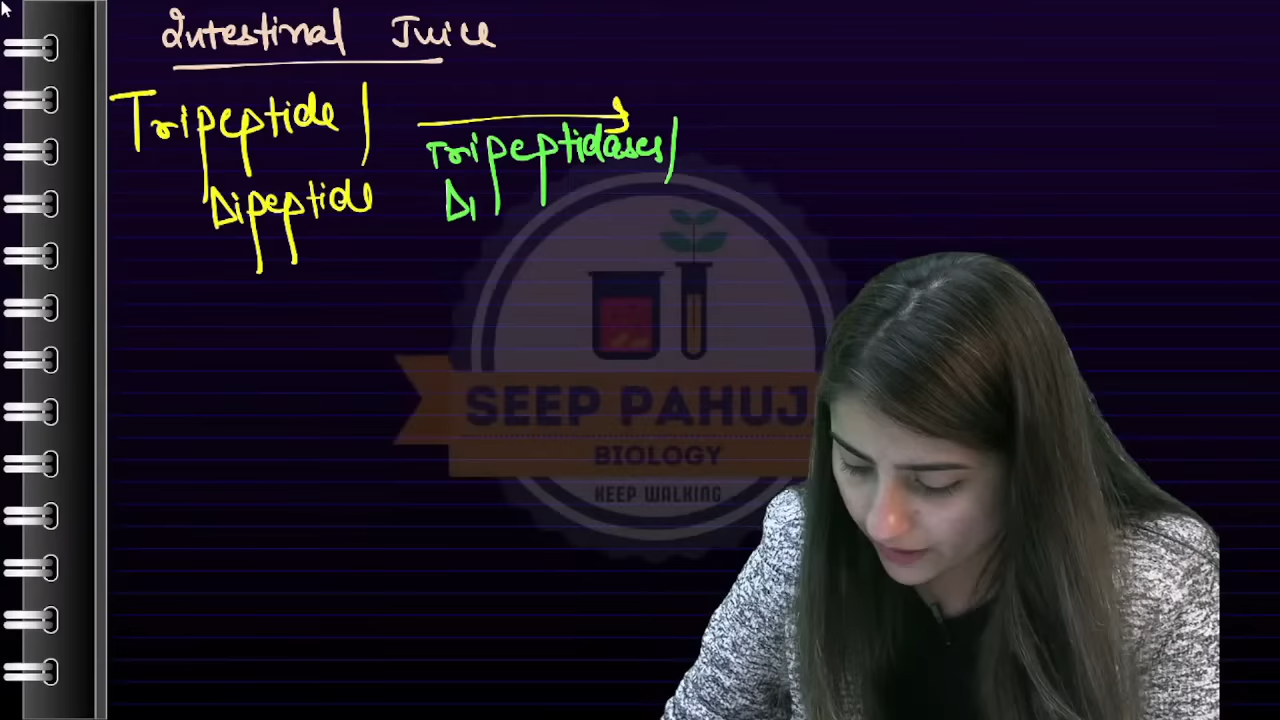 Intestinal Juice
Tripeptide /
Dipeptide
Tripeptidases/
Di
SEEP PAHUJ
BIOLOGY
KEEP WALKING